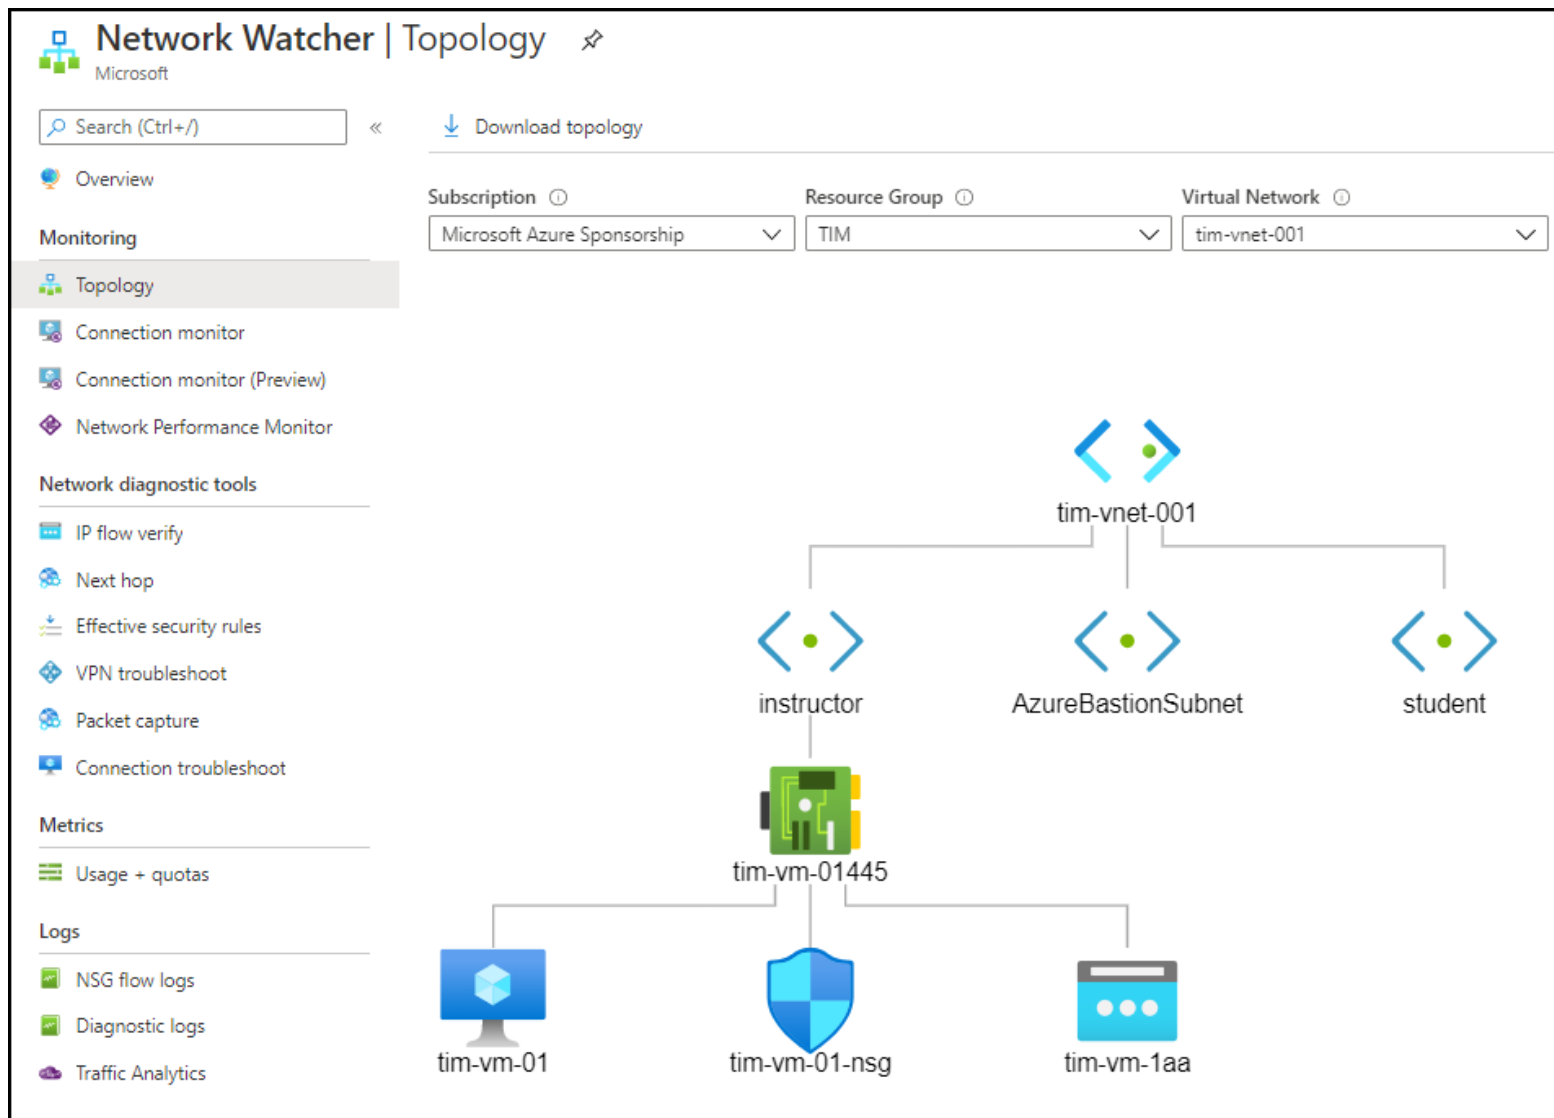 Network Watcher | Topology
Microsoft
Search (Ctrl+/)
«
Download topology
Overview
Subscription
Resource Group
Virtual Network
Microsoft Azure Sponsorship
TIM
tim-vnet-001
Monitoring
Topology
Connection monitor
Connection monitor (Preview)
Network Performance Monitor
Network diagnostic tools
IP flow verify
Next hop
Effective security rules
VPN troubleshoot
Packet capture
Connection troubleshoot
Metrics
Usage + quotas
Logs
NSG flow logs
Diagnostic logs
Traffic Analytics
tim-vnet-001
instructor
AzureBastionSubnet
student
tim-vm-01445
tim-vm-01
tim-vm-01-nsg
tim-vm-1aa